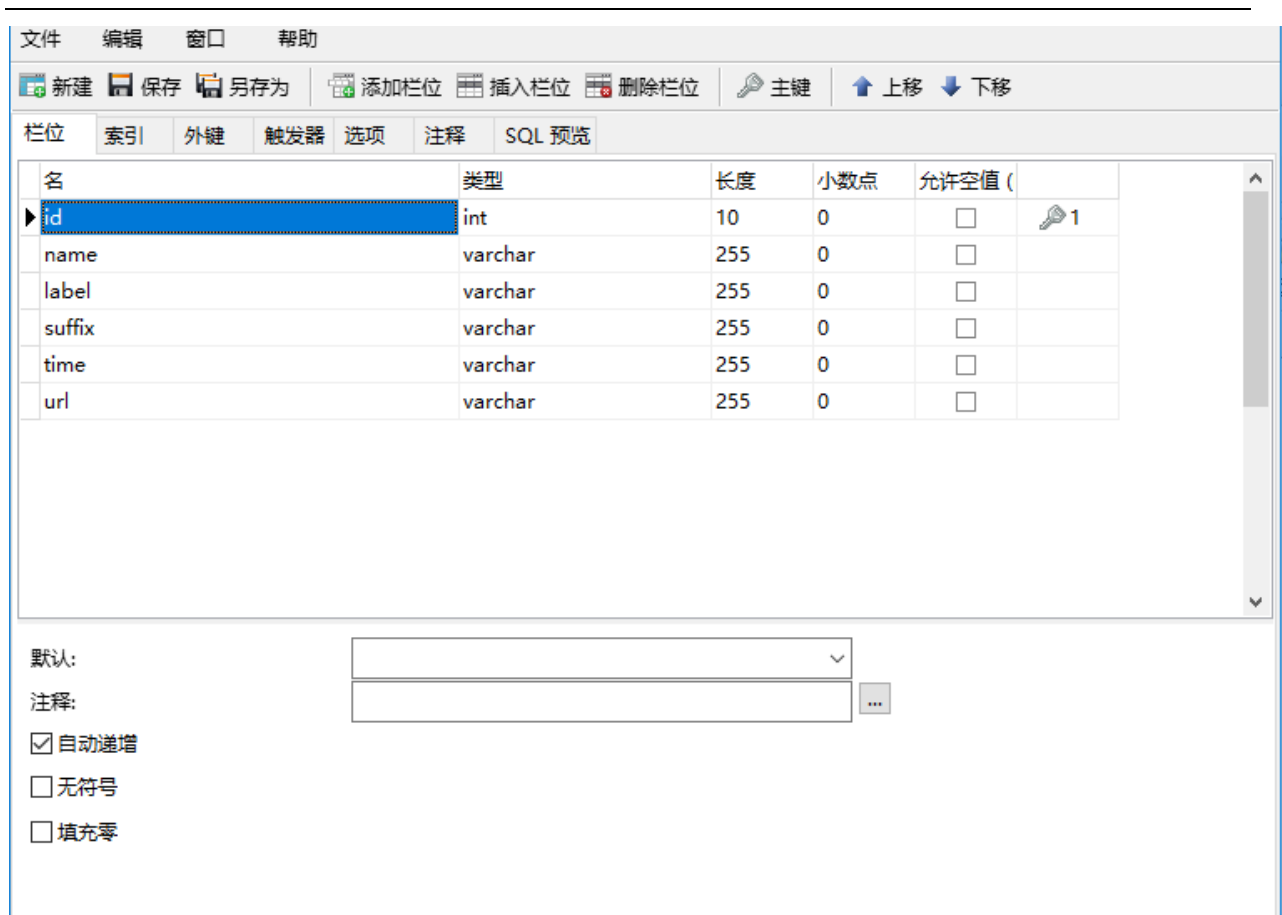 文件 编辑 窗口 帮助
新建 保存 另存为 添加栏位 插入栏位 删除栏位 主键 上移 下移
栏位 索引 外键 触发器 选项 注释 SQL 预览
名 类型 长度 小数点 允许空值 (
id int 10 0 1
name varchar 255 0
label varchar 255 0
suffix varchar 255 0
time varchar 255 0
url varchar 255 0
默认:
注释: ...
自动递增
无符号
填充零